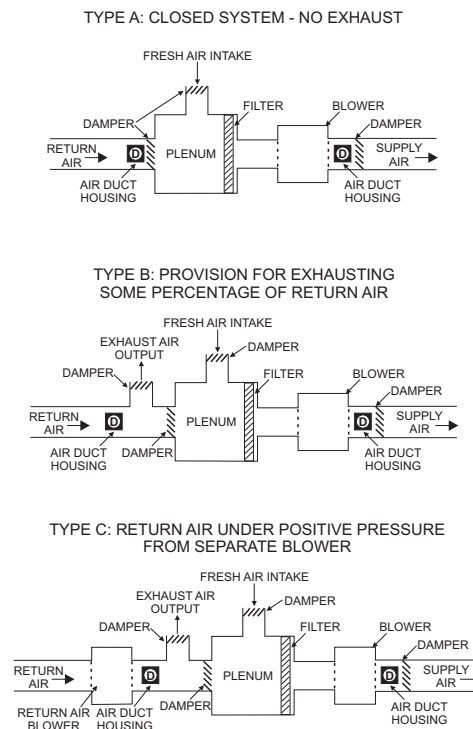 TYPE A: CLOSED SYSTEM - NO EXHAUST
FRESH AIR INTAKE
DAMPER
FILTER
BLOWER
DAMPER
RETURN
AIR
D
PLENUM
D
SUPPLY
AIR
AIR DUCT
HOUSING
AIR DUCT
HOUSING
TYPE B: PROVISION FOR EXHAUSTING
SOME PERCENTAGE OF RETURN AIR
FRESH AIR INTAKE
EXHAUST AIR
OUTPUT
DAMPER
DAMPER
FILTER
BLOWER
DAMPER
RETURN
AIR
D
PLENUM
D
SUPPLY
AIR
AIR DUCT
HOUSING
DAMPER
AIR DUCT
HOUSING
TYPE C: RETURN AIR UNDER POSITIVE PRESSURE
FROM SEPARATE BLOWER
FRESH AIR INTAKE
EXHAUST AIR
OUTPUT
DAMPER
DAMPER
FILTER
BLOWER
DAMPER
RETURN
AIR
D
PLENUM
D
SUPPLY
AIR
RETURN AIR
BLOWER
AIR DUCT
HOUSING
DAMPER
AIR DUCT
HOUSING